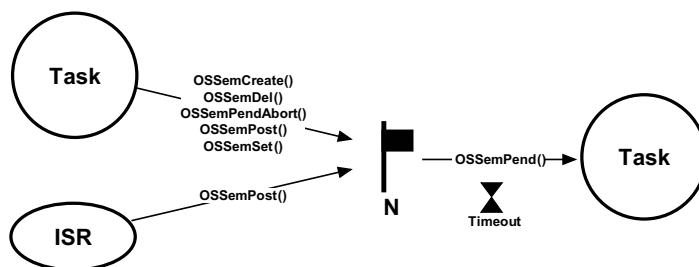 Task
OSSemCreate()
OSSemDel()
OSSemPendAbort()
OSSemPost()
OSSemSet()
OSSemPend()
Task
OSSemPost()
N
Timeout
ISR